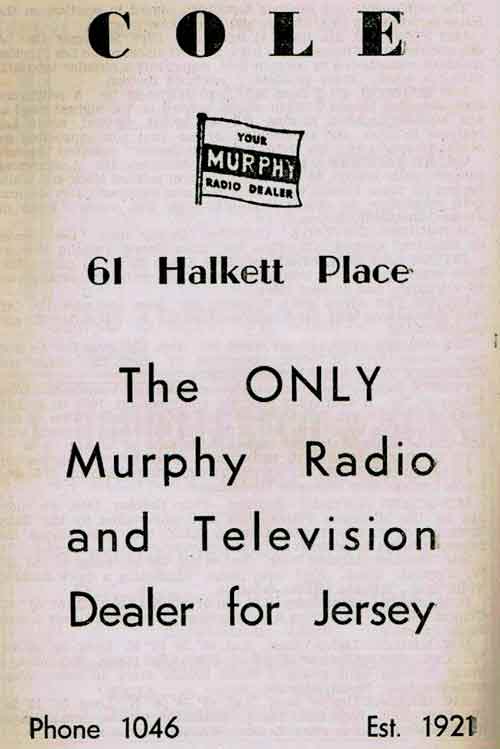 COLE
YOUR
MURPHY
RADIO DEALER
61 Halkett Place
The ONLY
Murphy Radio
and Television
Dealer for Jersey
Phone 1046 Est. 1921